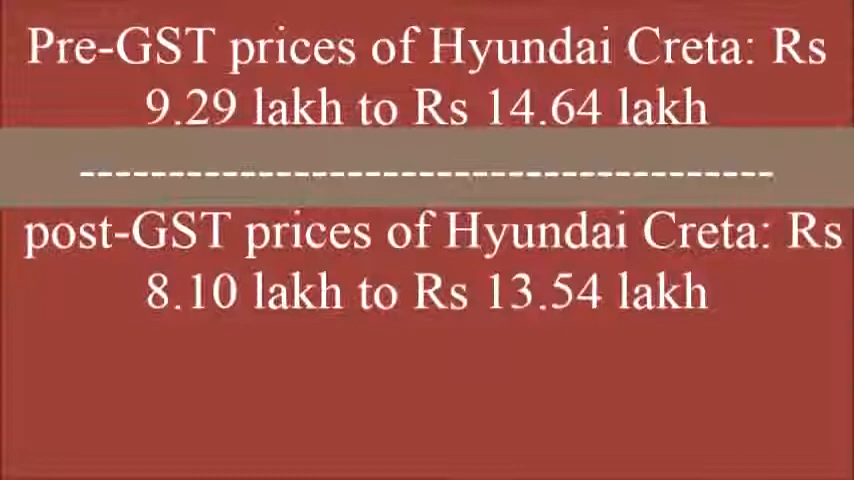 Pre-GST prices of Hyundai Creta: Rs
9.29 lakh to Rs 14.64 lakh
---------------------------------------
post-GST prices of Hyundai Creta: Rs
8.10 lakh to Rs 13.54 lakh